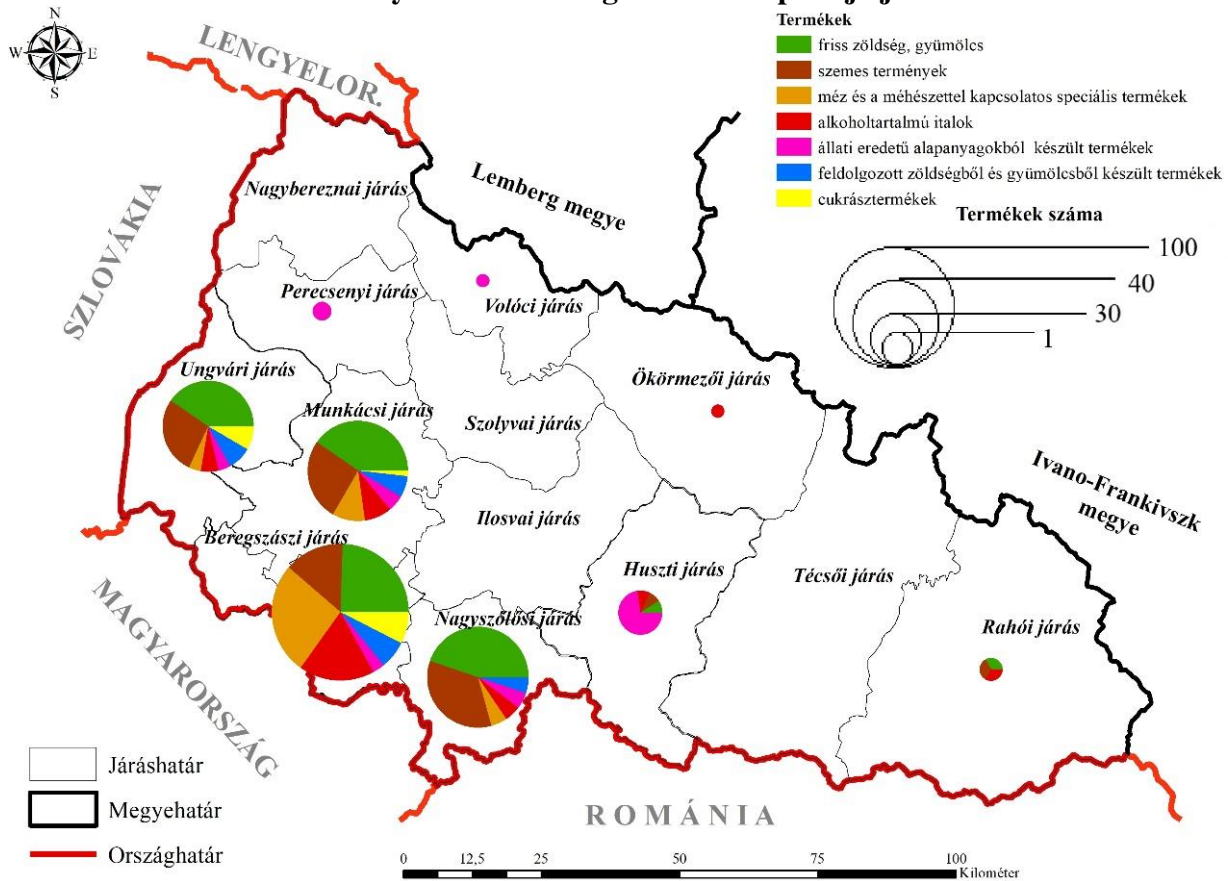 N
W E
S
Termékek
friss zöldség, gyümölcs
szemes termények
méz és a méhészettel kapcsolatos speciális termékek
alkoholtartalmú italok
állati eredetű alapanyagokból készült termékek
feldolgozott zöldségből és gyümölcsből készült termékek
cukrásztermékek
Termékek száma
100
40
30
1
LENGYELOR.
SZLOVÁKIA
Lemberg megye
Nagybereznai járás
Perecsenyi járás
Volóci járás
Ungvári járás
Munkácsi járás
Szolyvai járás
Ökörmezői járás
Ivano-Frankivszk
megye
Beregszászi járás
Ilosvai járás
Huszti járás
Técsői járás
Nagyszőlősi járás
Rahói járás
MAGYARORSZÁG
ROMÁNIA
Járáshatár
Megyehatár
Országhatár
0 12,5 25 50 75 100
Kilométer